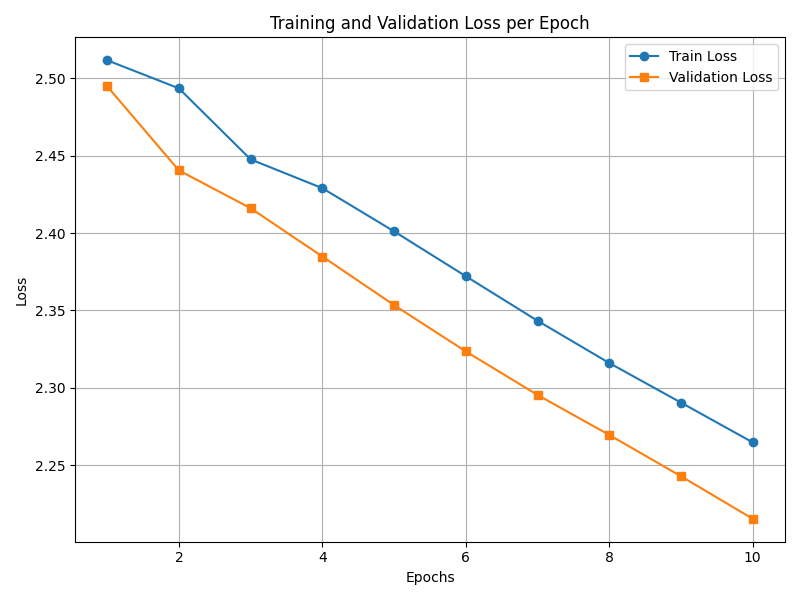 Training and Validation Loss per Epoch
Train Loss
Validation Loss
2.50
2.45
2.40
2.35
2.30
2.25
Loss
2
4
6
8
10
Epochs